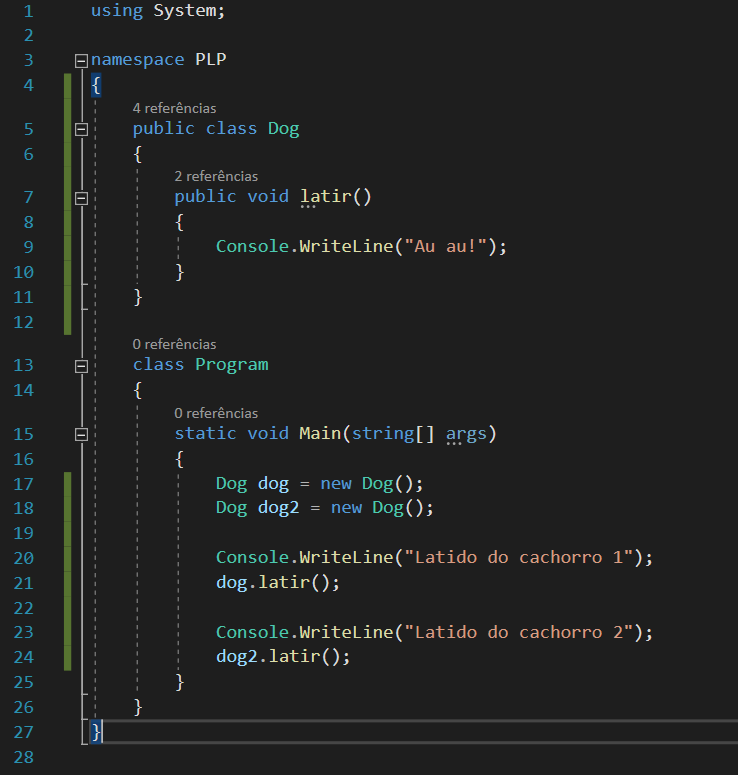 1 using System;
2
3 namespace PLP
4 {
4 referências
5 public class Dog
6 {
2 referências
7 public void latir()
8 {
9 Console.WriteLine("Au au!");
10 }
11 }
12
0 referências
13 class Program
14 {
0 referências
15 static void Main(string[] args)
16 {
17 Dog dog = new Dog();
18 Dog dog2 = new Dog();
19
20 Console.WriteLine("Latido do cachorro 1");
21 dog.latir();
22
23 Console.WriteLine("Latido do cachorro 2");
24 dog2.latir();
25 }
26 }
27 }
28